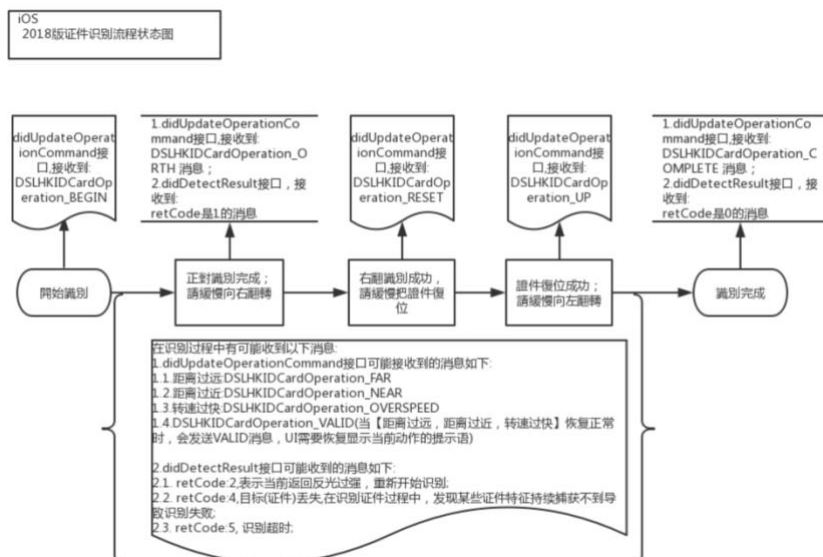 iOS
2018版证件识别流程状态图
didUpdateOperat
ionCommand接
口,接收到:
DSLHKIDCardOp
eration_BEGIN
1.didUpdateOperationCo
mmand接口,接收到:
DSLHKIDCardOperation_O
RTH 消息；
2.didDetectResult接口，接
收到:
retCode是1的消息
didUpdateOperat
ionCommand接
口,接收到:
DSLHKIDCardOp
eration_RESET
didUpdateOperat
ionCommand接
口,接收到:
DSLHKIDCardOp
eration_UP
1.didUpdateOperationCo
mmand接口,接收到:
DSLHKIDCardOperation_C
OMPLETE 消息；
2.didDetectResult接口，接
收到:
retCode是0的消息
開始識別
正對識別完成；
請緩慢向右翻轉
右翻識別成功，
請緩慢把證件復
位
證件復位成功；
請緩慢向左翻轉
識別完成
在识别过程中有可能收到以下消息:
1.didUpdateOperationCommand接口可能接收到的消息如下:
1.1.距离过远:DSLHKIDCardOperation_FAR
1.2.距离过近:DSLHKIDCardOperation_NEAR
1.3.转速过快:DSLHKIDCardOperation_OVERSPEED
1.4.DSLHKIDCardOperation_VALID(当【距离过远，距离过近，转速过快】恢复正常
时，会发送VALID消息，UI需要恢复显示当前动作的提示语)
2.didDetectResult接口可能收到的消息如下:
2.1. retCode:2,表示当前返回反光过强，重新开始识别;
2.2. retCode:4,目标(证件)丢失,在识别证件过程中，发现某些证件特征持续捕获不到导
致识别失败;
2.3. retCode:5, 识别超时;